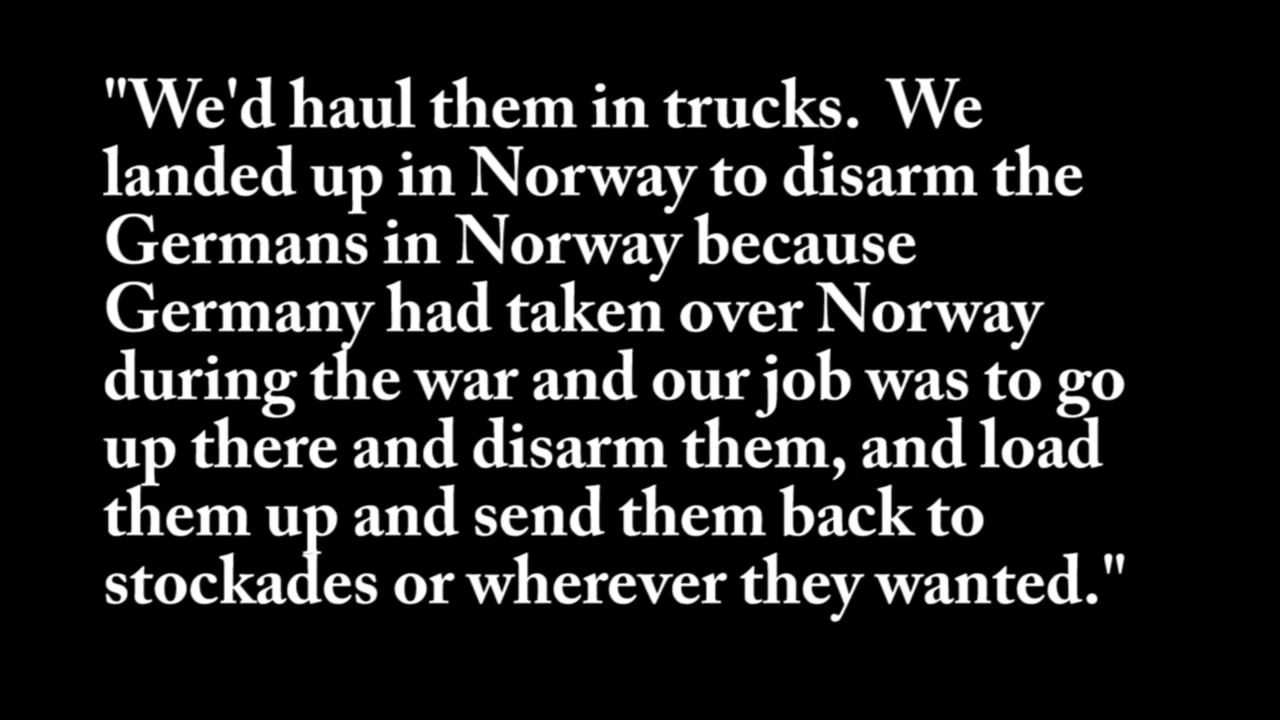 "We'd haul them in trucks.  We
landed up in Norway to disarm the
Germans in Norway because
Germany had taken over Norway
during the war and our job was to go
up there and disarm them, and load
them up and send them back to
stockades or wherever they wanted."